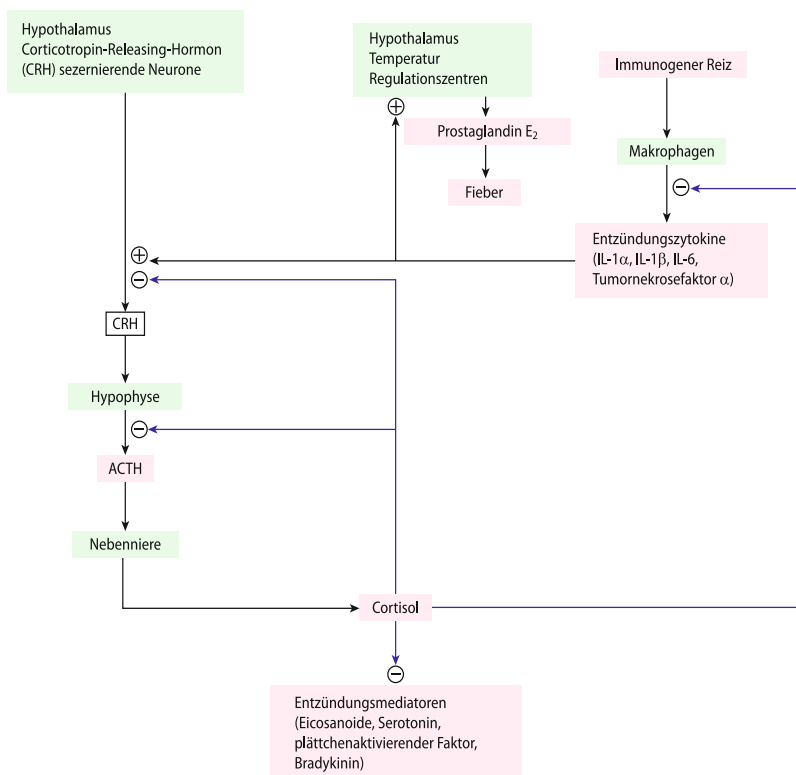 Hypothalamus
Corticotropin-Releasing-Hormon
(CRH) sezernierende Neurone
Hypothalamus
Temperatur
Regulationszentren
+
Prostaglandin E₂
Fieber
Immunogener Reiz
Makrophagen
−
Entzündungszytokine
(IL-1α, IL-1β, IL-6,
Tumornekrosefaktor α)
+
−
CRH
Hypophyse
−
ACTH
Nebenniere
Cortisol
−
Entzündungsmediatoren
(Eicosanoide, Serotonin,
plättchenaktivierender Faktor,
Bradykinin)